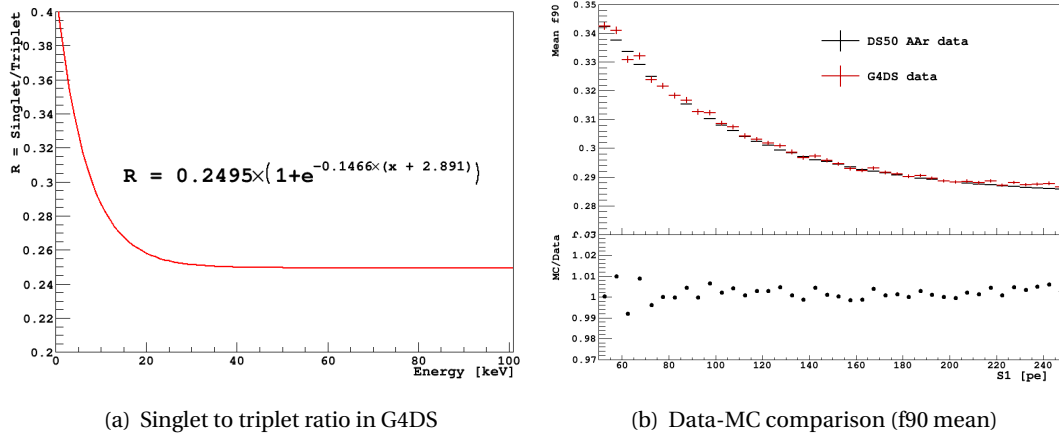 R = Singlet/Triplet
0.4
0.38
0.36
0.34
0.32
0.3
0.28
0.26
0.24
0.22
0.2
R = 0.2495×(1+e^{-0.1466×(x + 2.891)})
0 20 40 60 80 100
Energy [keV]
(a) Singlet to triplet ratio in G4DS
Mean f90
0.35
0.34
0.33
0.32
0.31
0.3
0.29
0.28
DS50 AAr data
G4DS data
MC/Data
0.03
1.02
1.01
1
0.99
0.98
0.97
60 80 100 120 140 160 180 200 220 240
S1 [pe]
(b) Data-MC comparison (f90 mean)